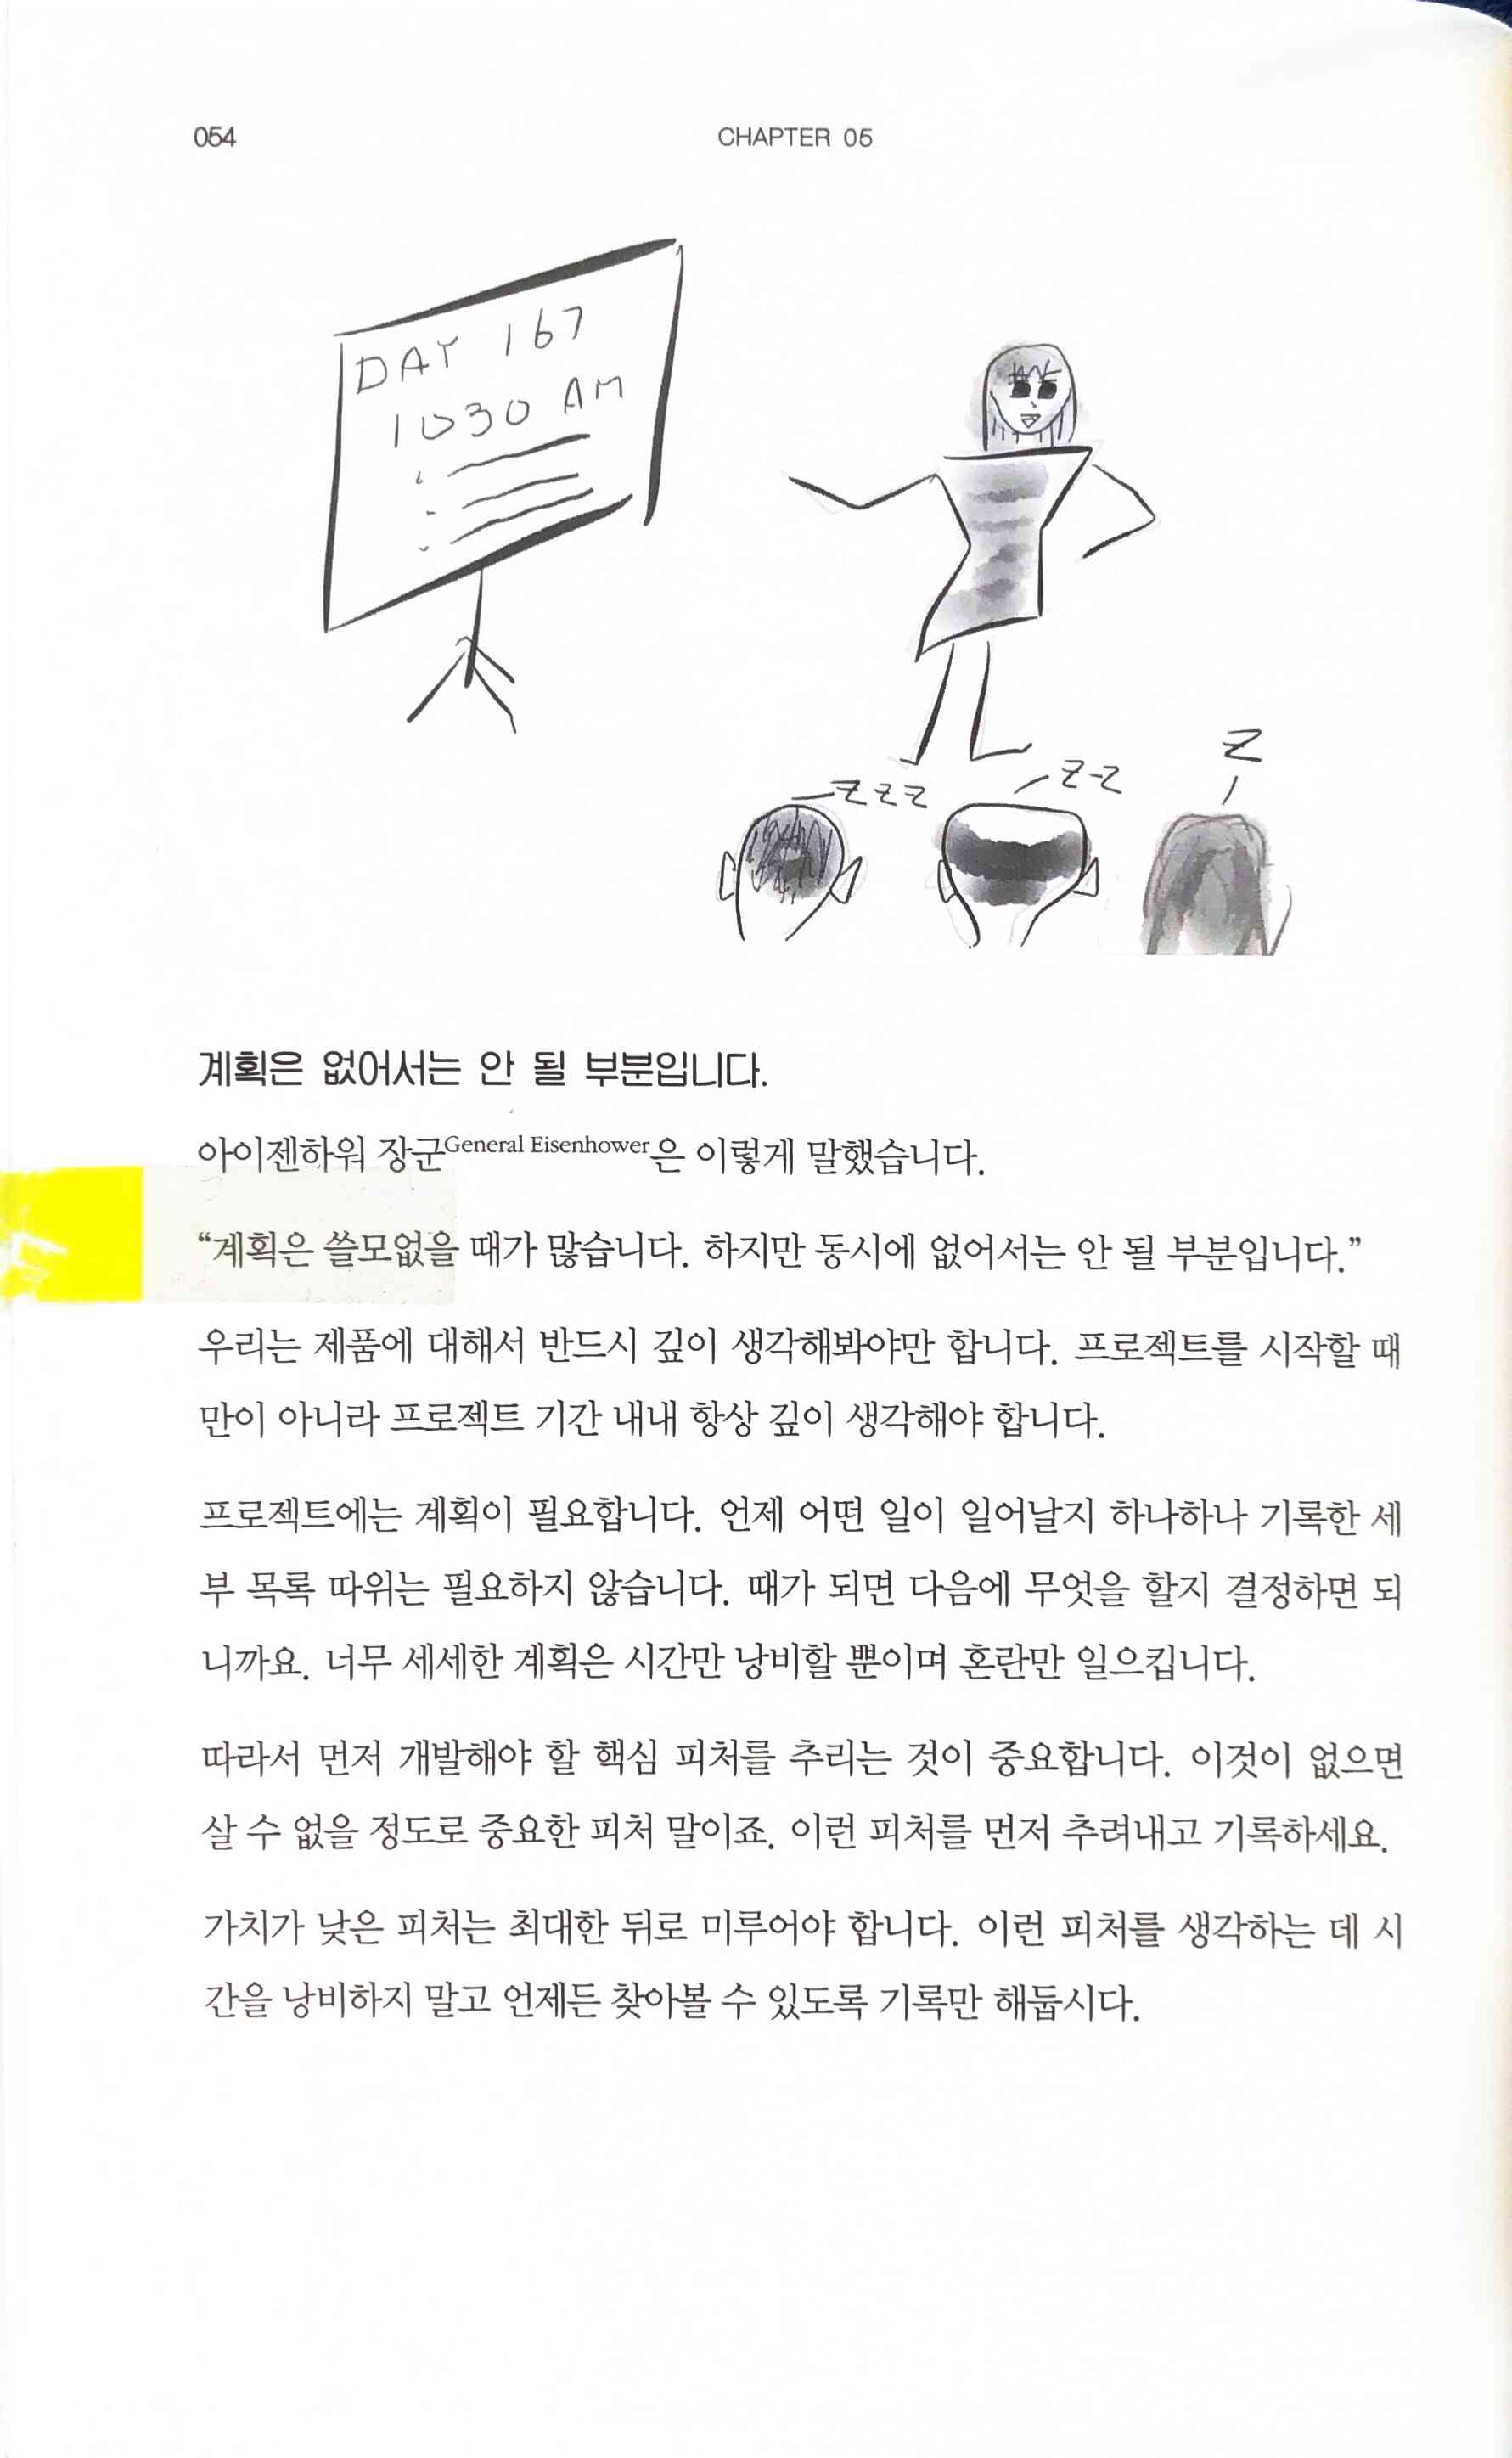 054
CHAPTER 05
DAY 167
1030 AM
zzz
z-z
z
계획은 없어서는 안 될 부분입니다.
아이젠하워 장군General Eisenhower은 이렇게 말했습니다.
“계획은 쓸모없을 때가 많습니다. 하지만 동시에 없어서는 안 될 부분입니다.”
우리는 제품에 대해서 반드시 깊이 생각해봐야만 합니다. 프로젝트를 시작할 때
만이 아니라 프로젝트 기간 내내 항상 깊이 생각해야 합니다.
프로젝트에는 계획이 필요합니다. 언제 어떤 일이 일어날지 하나하나 기록한 세
부 목록 따위는 필요하지 않습니다. 때가 되면 다음에 무엇을 할지 결정하면 되
니까요. 너무 세세한 계획은 시간만 낭비할 뿐이며 혼란만 일으킵니다.
따라서 먼저 개발해야 할 핵심 피처를 추리는 것이 중요합니다. 이것이 없으면
살 수 없을 정도로 중요한 피처 말이죠. 이런 피처를 먼저 추려내고 기록하세요.
가치가 낮은 피처는 최대한 뒤로 미루어야 합니다. 이런 피처를 생각하는 데 시
간을 낭비하지 말고 언제든 찾아볼 수 있도록 기록만 해둡시다.